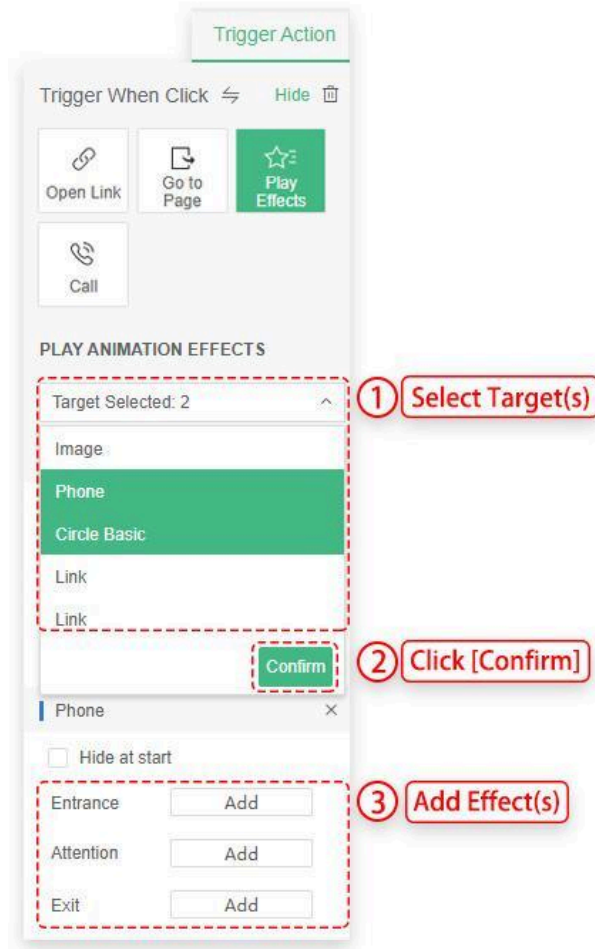 Trigger Action
Trigger When Click Hide
Open Link
Go to
Page
Play
Effects
Call
PLAY ANIMATION EFFECTS
Target Selected: 2
① Select Target(s)
Image
Phone
Circle Basic
Link
Link
Confirm
② Click [Confirm]
Phone
Hide at start
Entrance Add
③ Add Effect(s)
Attention Add
Exit Add